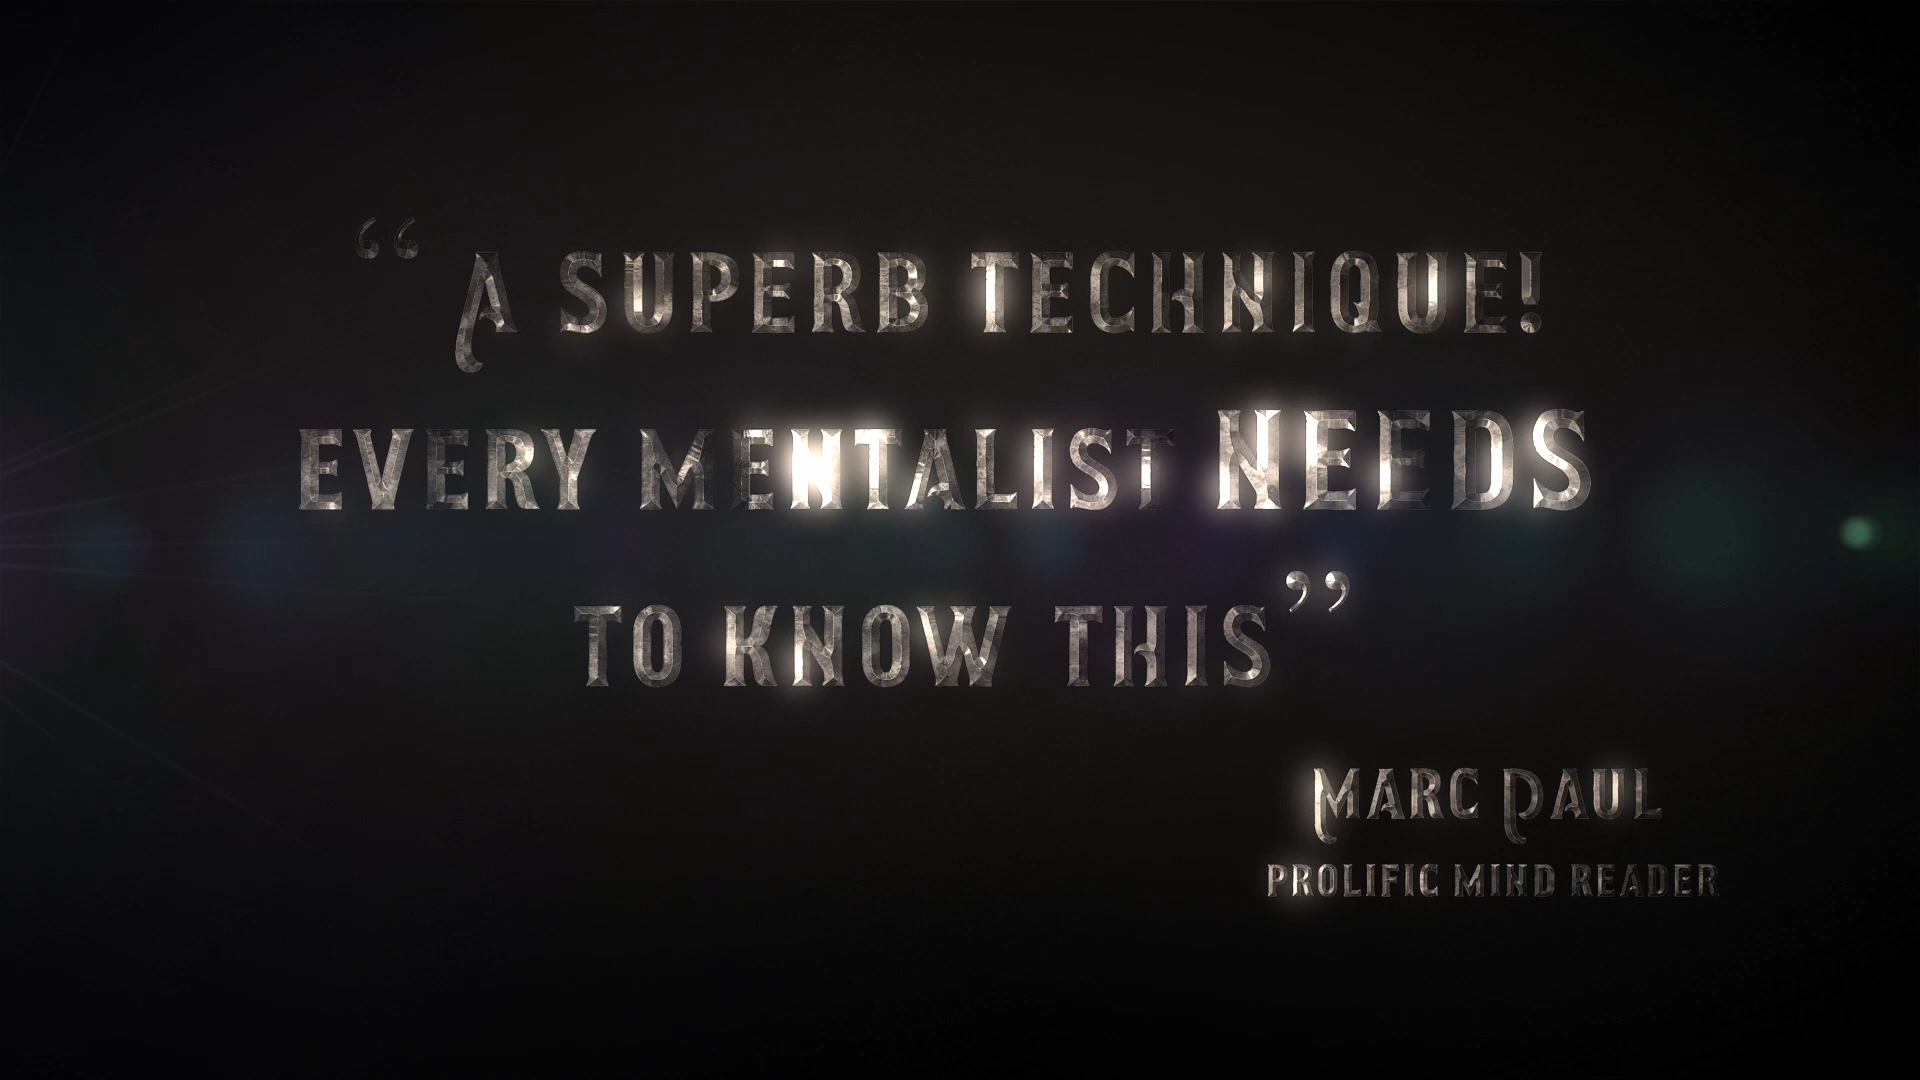 “A SUPERB TECHNIQUE!
EVERY MENTALIST NEEDS
TO KNOW THIS”
MARC PAUL
PROLIFIC MIND READER